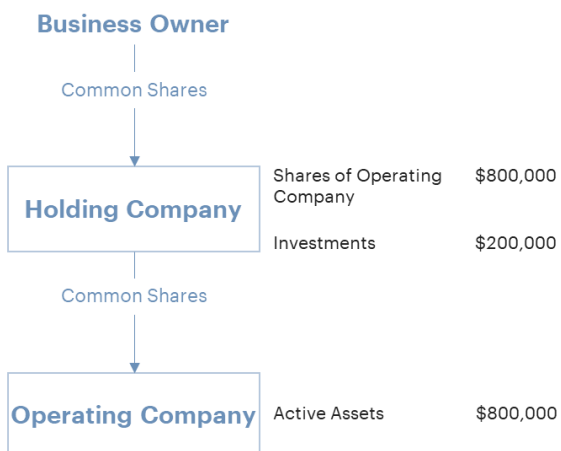 Business Owner
Common Shares
Holding Company
Shares of Operating $800,000
Company
Investments $200,000
Common Shares
Operating Company
Active Assets $800,000